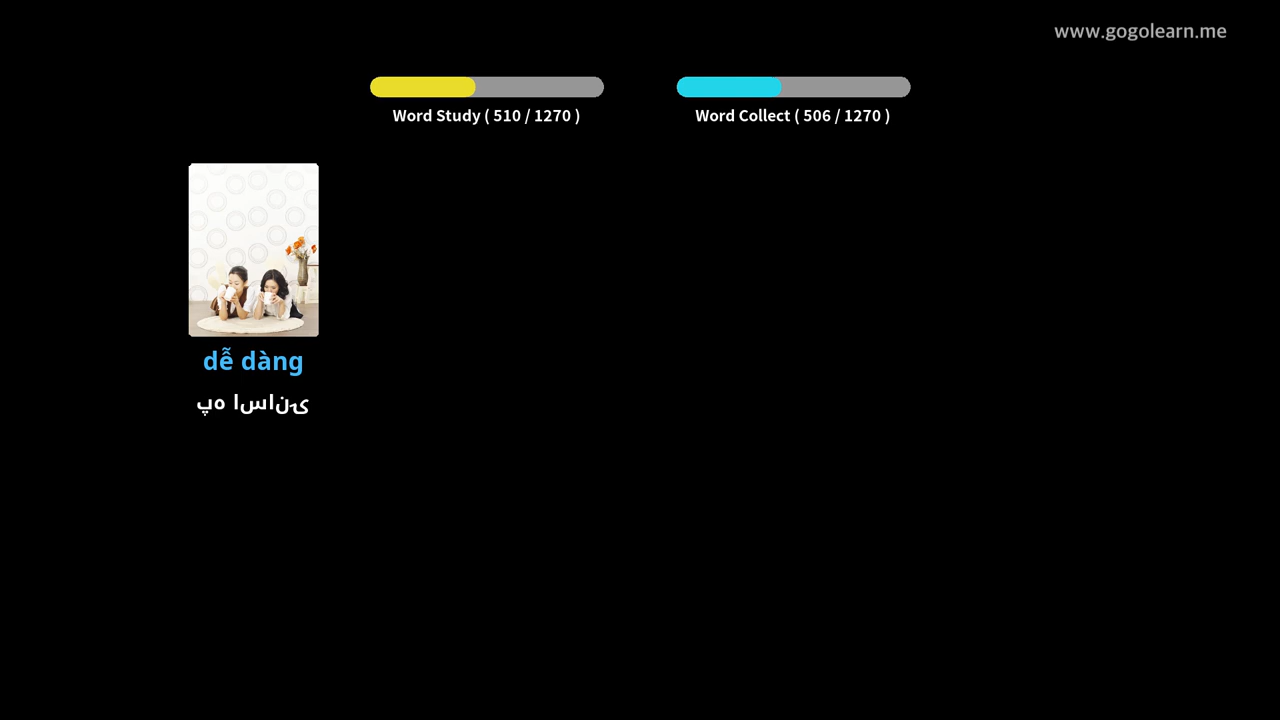 www.gogolearn.me
Word Study ( 510 / 1270 )
Word Collect ( 506 / 1270 )
dễ dàng
په اسانۍ